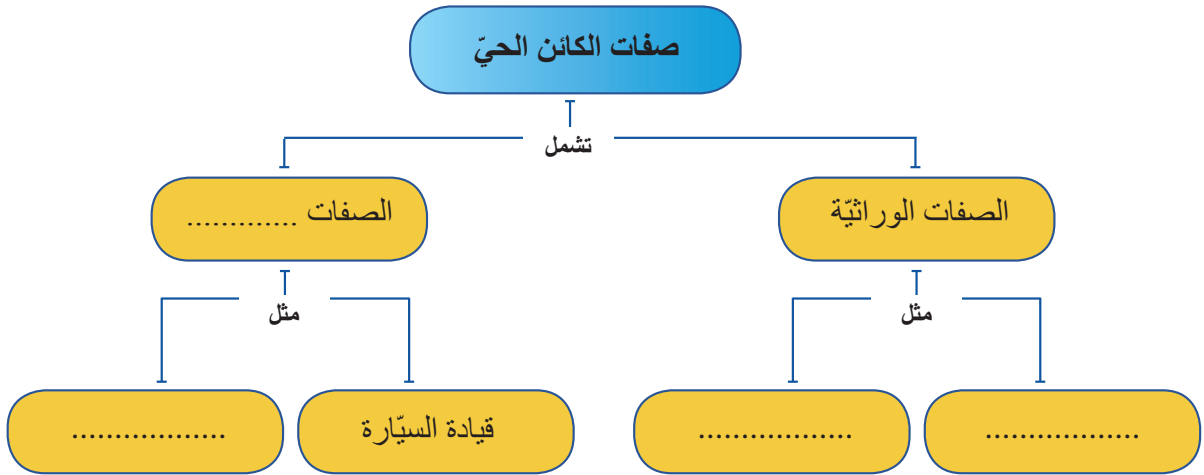 صفات الكائن الحيّ
تشمل
الصفات الوراثيّة
الصفات .............
مثل
مثل
.................
..................
قيادة السيّارة
..................